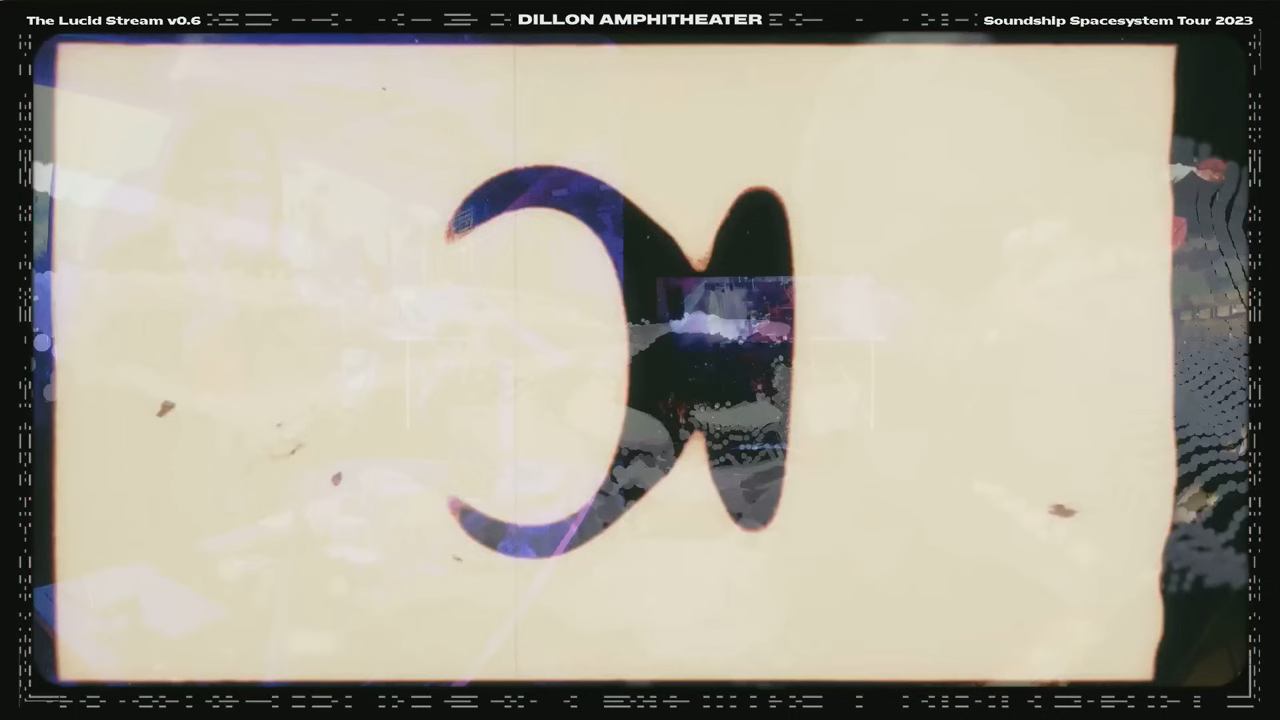 The Lucid Stream v0.6
DILLON AMPHITHEATER
Soundship Spacesystem Tour 2023